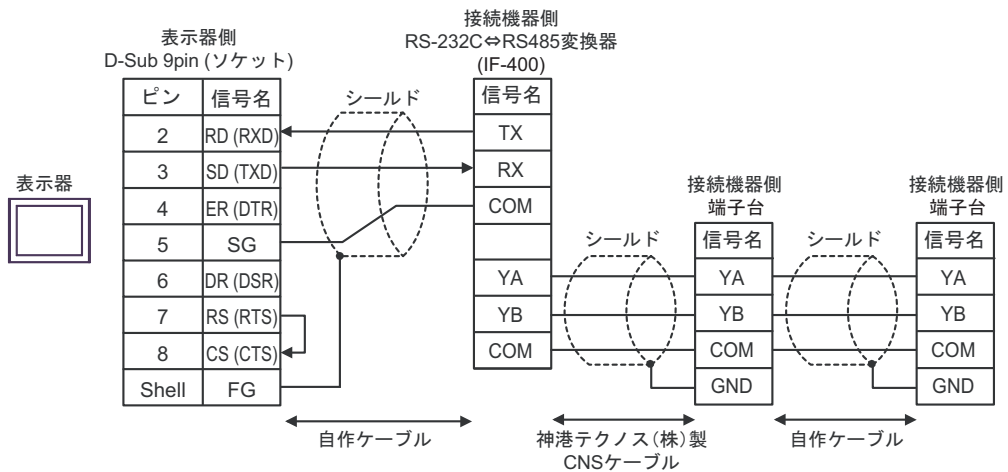 接続機器側
RS-232C⇔RS485変換器
(IF-400)
表示器側
D-Sub 9pin (ソケット)
表示器
ピン 信号名
2 RD (RXD)
3 SD (TXD)
4 ER (DTR)
5 SG
6 DR (DSR)
7 RS (RTS)
8 CS (CTS)
Shell FG
シールド
信号名
TX
RX
COM
YA
YB
COM
シールド
接続機器側
端子台
信号名
YA
YB
COM
GND
シールド
接続機器側
端子台
信号名
YA
YB
COM
GND
自作ケーブル
神港テクノス(株)製
CNSケーブル
自作ケーブル